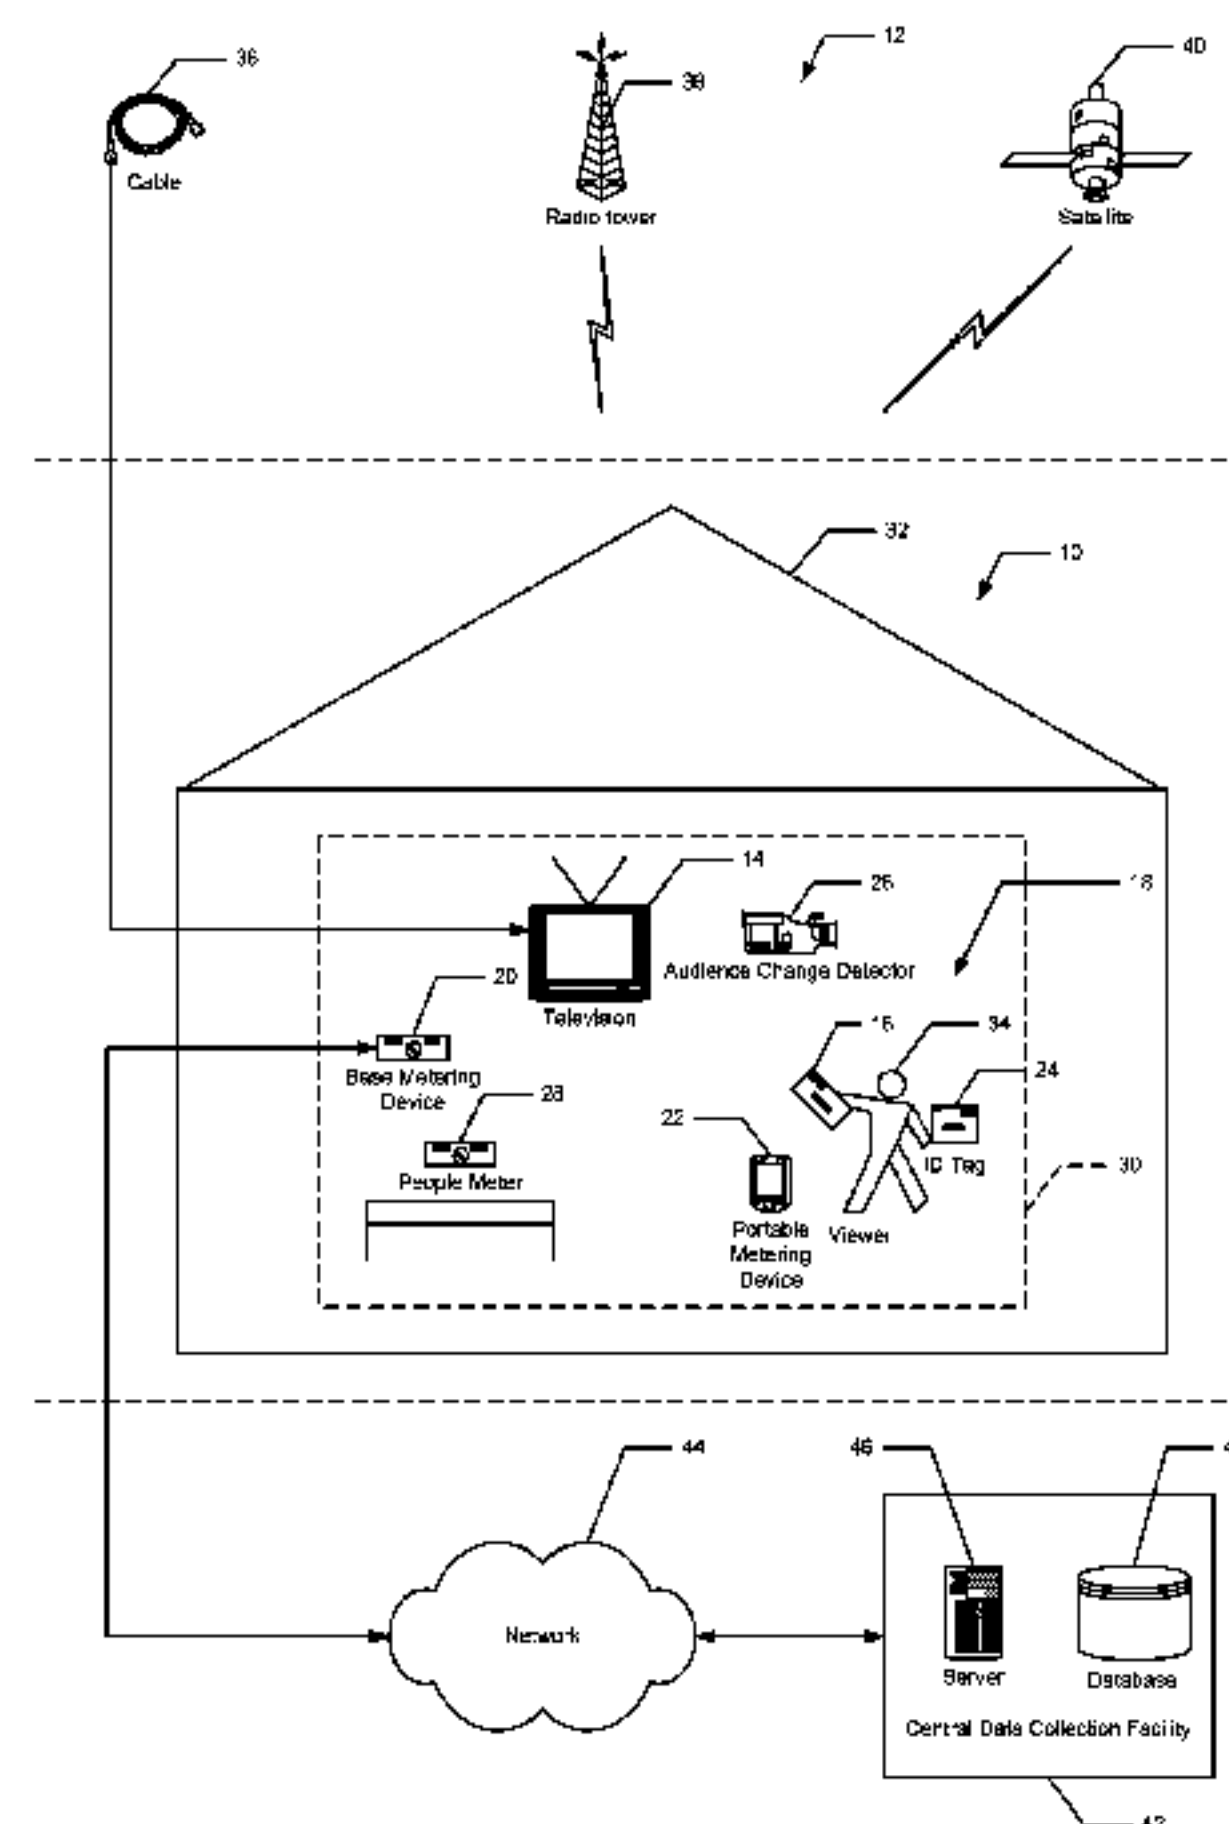 36
12
40
38
Cable
Radio tower
Satellite
32
10
14
26
18
Audience Change Detector
20
Television
16
34
Base Metering
Device
24
28
22
People Meter
ID Tag
30
Portable
Metering
Device
Viewer
44
46
4
Network
Server
Database
Central Data Collection Facility
42